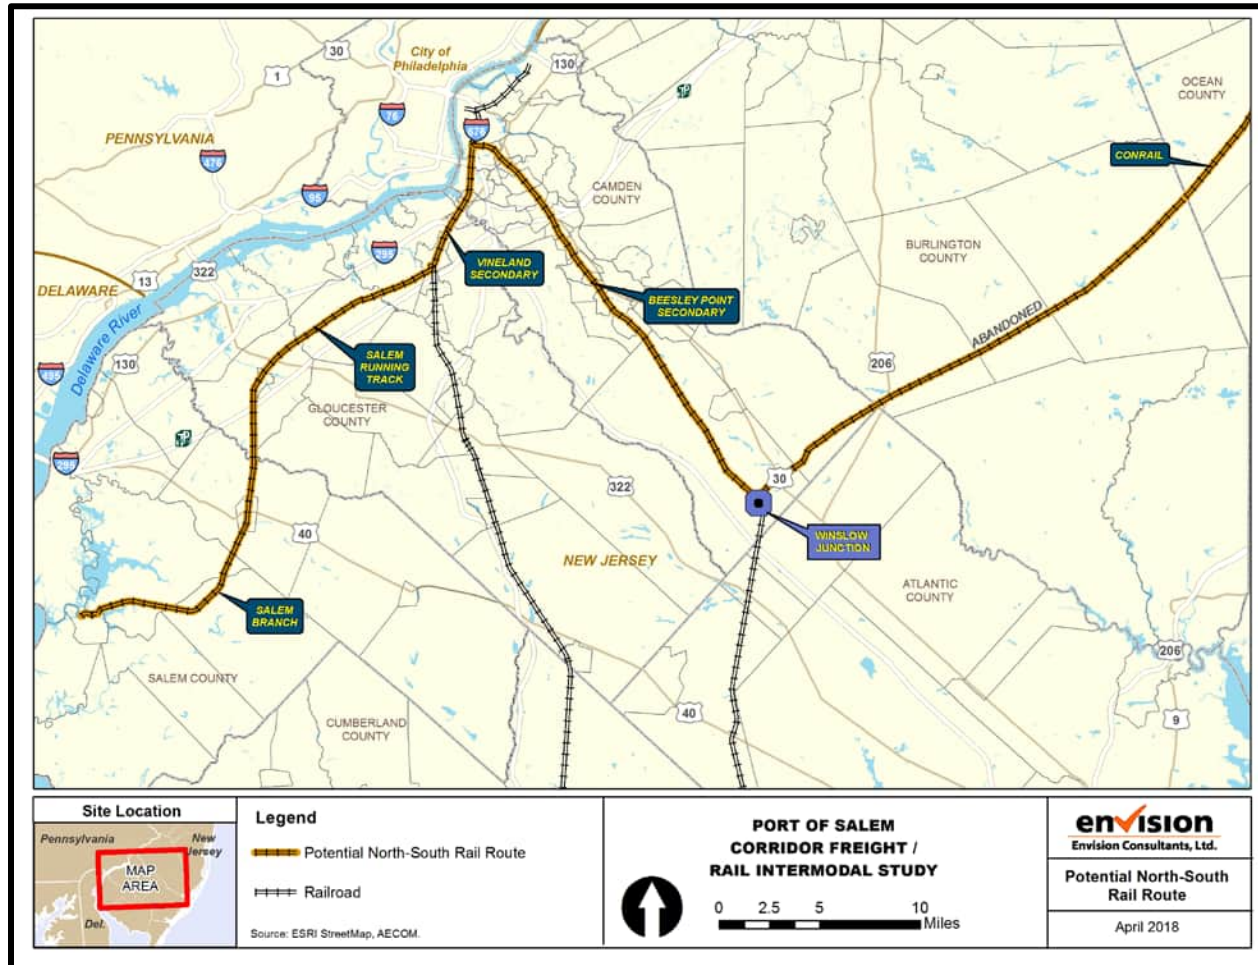 30
City of
Philadelphia
130
1
OCEAN
COUNTY
76
676
PENNSYLVANIA
476
CONRAIL
95
CAMDEN
COUNTY
BURLINGTON
COUNTY
295
VINELAND
SECONDARY
322
13
DELAWARE
BEESLEY POINT
SECONDARY
ABANDONED
Delaware River
SALEM
RUNNING
TRACK
130
206
495
GLOUCESTER
COUNTY
295
30
322
40
WINSLOW
JUNCTION
NEW JERSEY
ATLANTIC
COUNTY
SALEM
BRANCH
206
SALEM COUNTY
CUMBERLAND
COUNTY
40
9
Site Location
Pennsylvania
New
Jersey
MAP
AREA
Del.
Legend
Potential North-South Rail Route
Railroad
Source: ESRI StreetMap, AECOM.
PORT OF SALEM
CORRIDOR FREIGHT /
RAIL INTERMODAL STUDY
0 2.5 5 10
Miles
envision
Envision Consultants, Ltd.
Potential North-South
Rail Route
April 2018